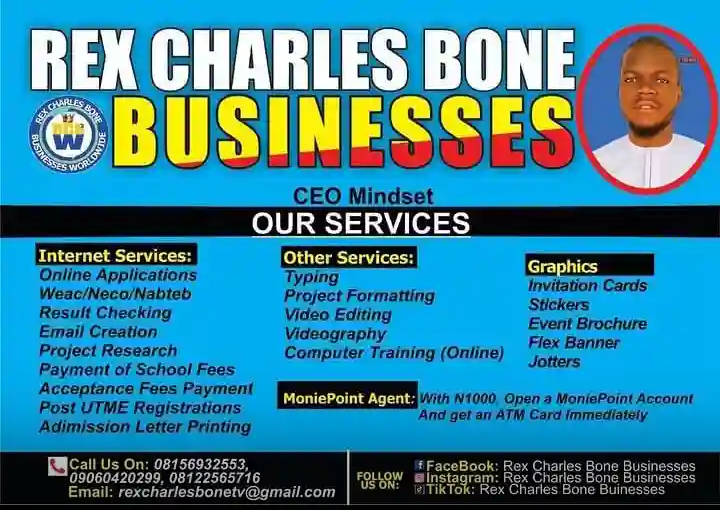 REX CHARLES BONE
BUSINESSES
REX CHARLES BONE
BUSINESSES WORLDWIDE
CEO Mindset
OUR SERVICES
Internet Services:
Online Applications
Weac/Neco/Nabteb
Result Checking
Email Creation
Project Research
Payment of School Fees
Acceptance Fees Payment
Post UTME Registrations
Adimission Letter Printing
Other Services:
Typing
Project Formatting
Video Editing
Videography
Computer Training (Online)
Graphics
Invitation Cards
Stickers
Event Brochure
Flex Banner
Jotters
MoniePoint Agent: With N1000, Open a MoniePoint Account
And get an ATM Card Immediately
Call Us On: 08156932553,
09060420299, 08122565716
Email: rexcharlesbonetv@gmail.com
FOLLOW
US ON:
FaceBook: Rex Charles Bone Businesses
Instagram: Rex Charles Bone Businesses
TikTok: Rex Charles Bone Buinesses